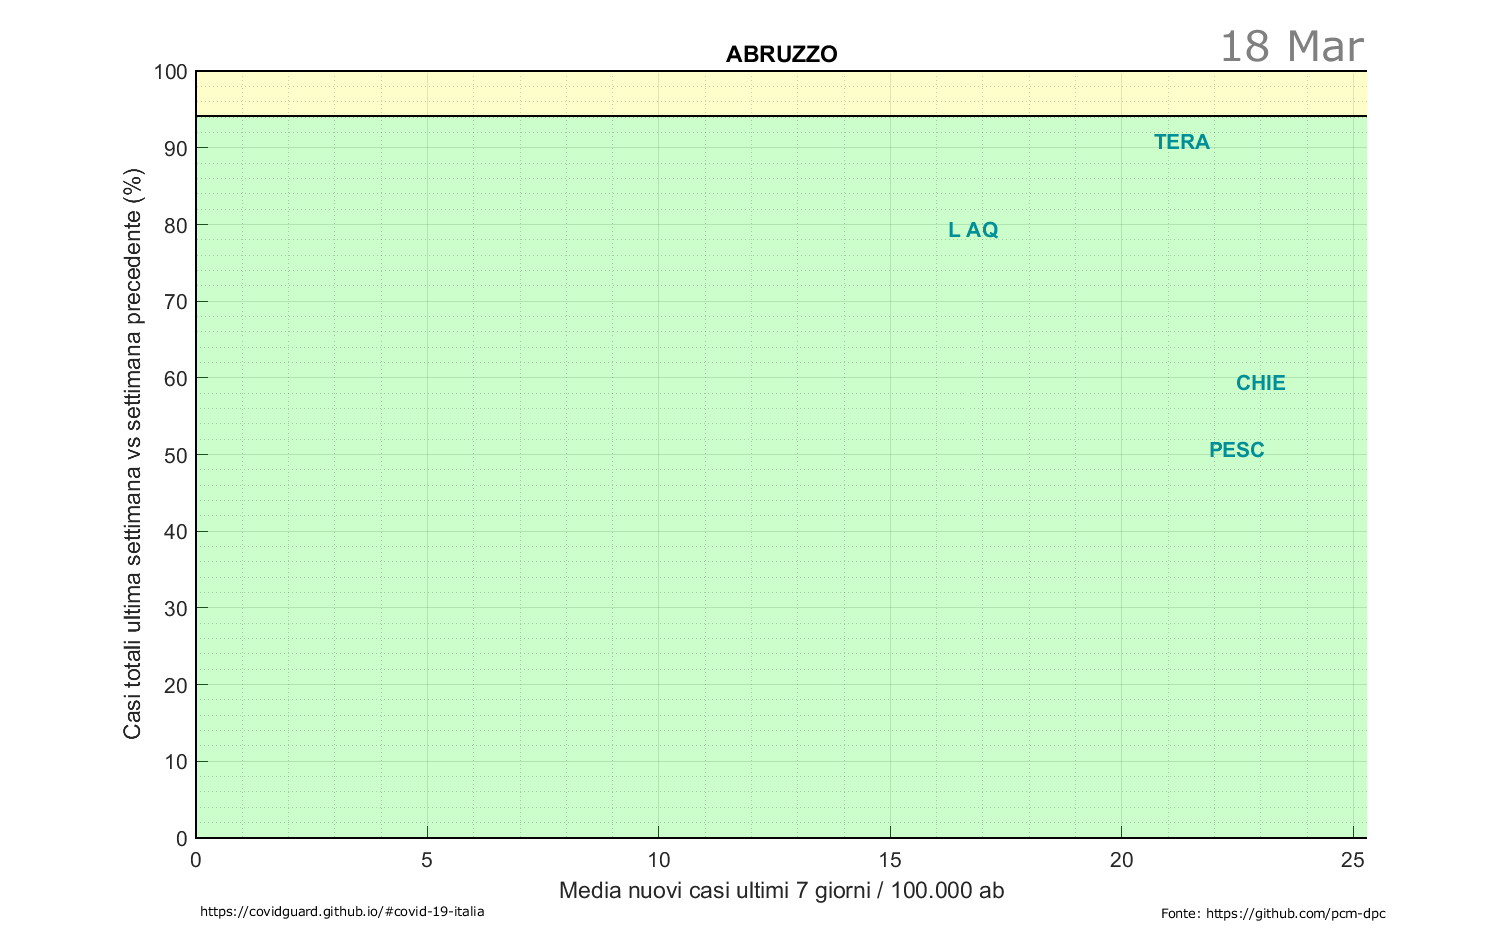 18 Mar
ABRUZZO
100
90
80
70
60
50
40
30
20
10
0
Casi totali ultima settimana vs settimana precedente (%)
TERA
L AQ
CHIE
PESC
0 5 10 15 20 25
Media nuovi casi ultimi 7 giorni / 100.000 ab
https://covidguard.github.io/#covid-19-italia
Fonte: https://github.com/pcm-dpc